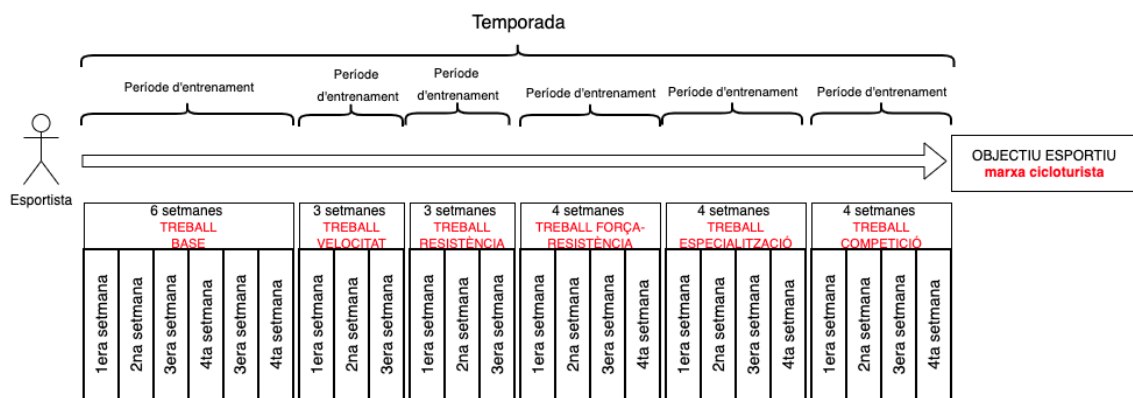 Temporada
Període d'entrenament
Període
d'entrenament
Període
d'entrenament
Període d'entrenament
Període d'entrenament
Període d'entrenament
Esportista
OBJECTIU ESPORTIU
marxa cicloturista
6 setmanes
TREBALL
BASE
3 setmanes
TREBALL
VELOCITAT
3 setmanes
TREBALL
RESISTÈNCIA
4 setmanes
TREBALL FORÇA-
RESISTÈNCIA
4 setmanes
TREBALL
ESPECIALITZACIÓ
4 setmanes
TREBALL
COMPETICIÓ
1era setmana
2na setmana
3era setmana
4rta setmana
3era setmana
4ta setmana
1era setmana
2na setmana
3era setmana
1era setmana
2na setmana
3era setmana
1era setmana
2na setmana
3era setmana
4ta setmana
1era setmana
2na setmana
3era setmana
4ta setmana
1era setmana
2na setmana
3era setmana
4ta setmana